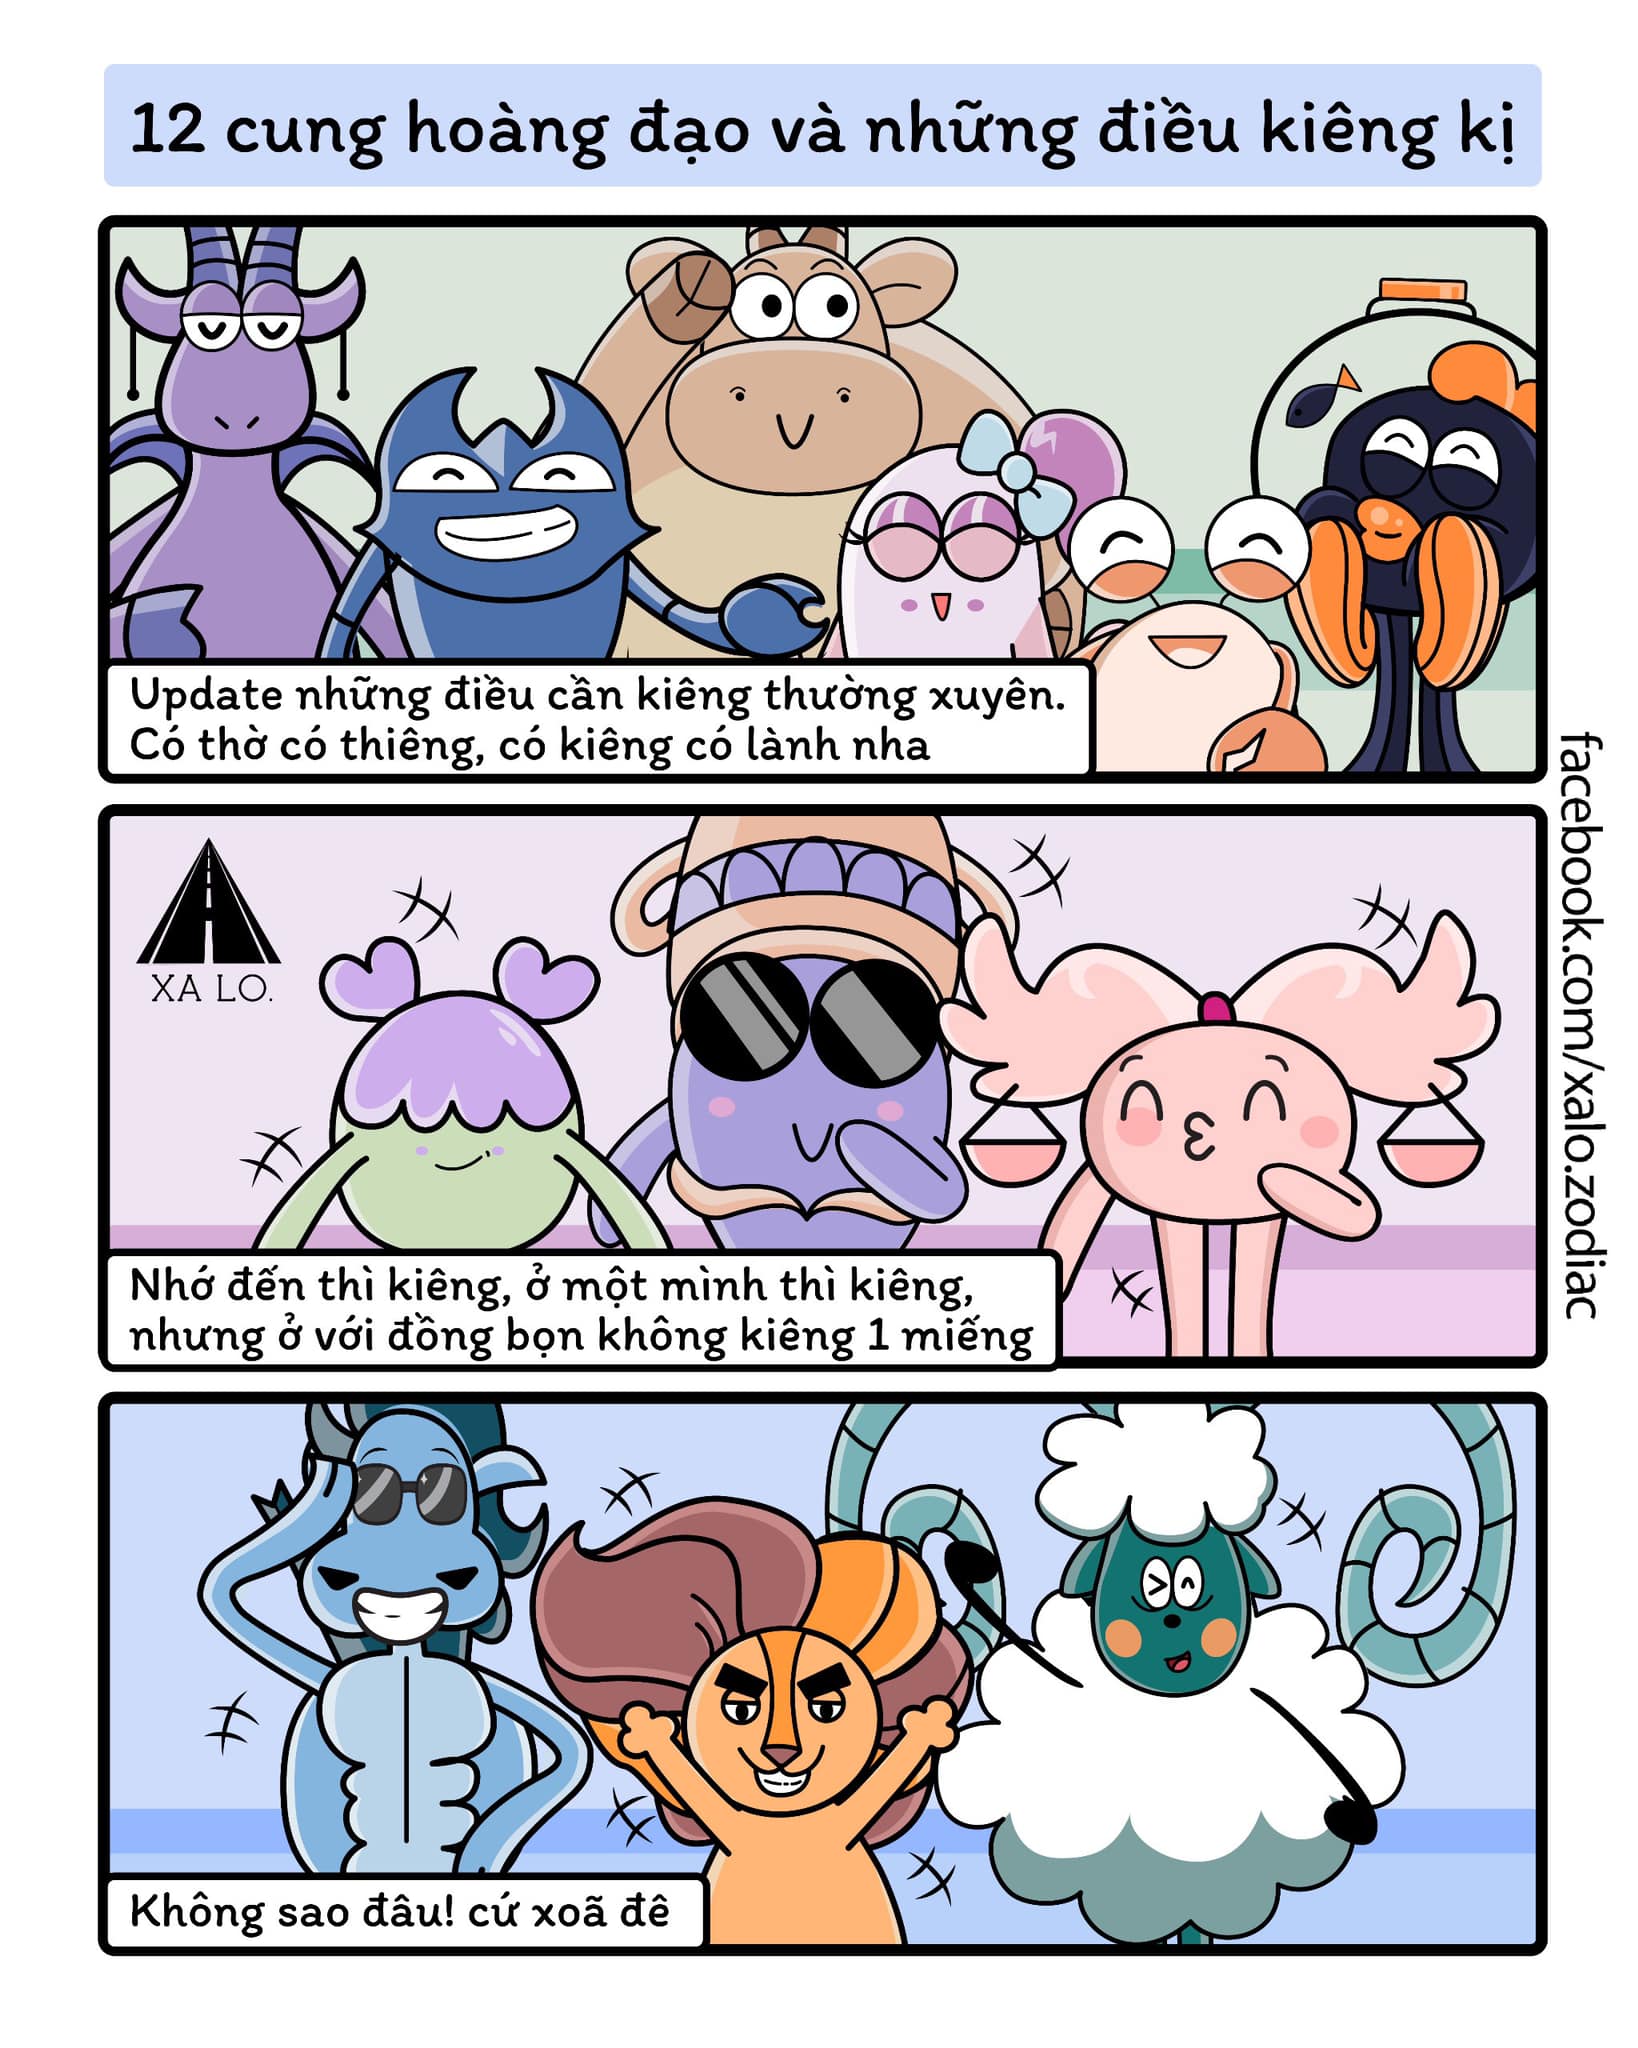 12 cung hoàng đạo và những điều kiêng kị
Update những điều cần kiêng thường xuyên.
Có thờ có thiêng, có kiêng có lành nha
facebook.com/xalo.zodiac
XA LO.
Nhớ đến thì kiêng, ở một mình thì kiêng,
nhưng ở với đồng bọn không kiêng 1 miếng
Không sao đâu! cứ xoã đê